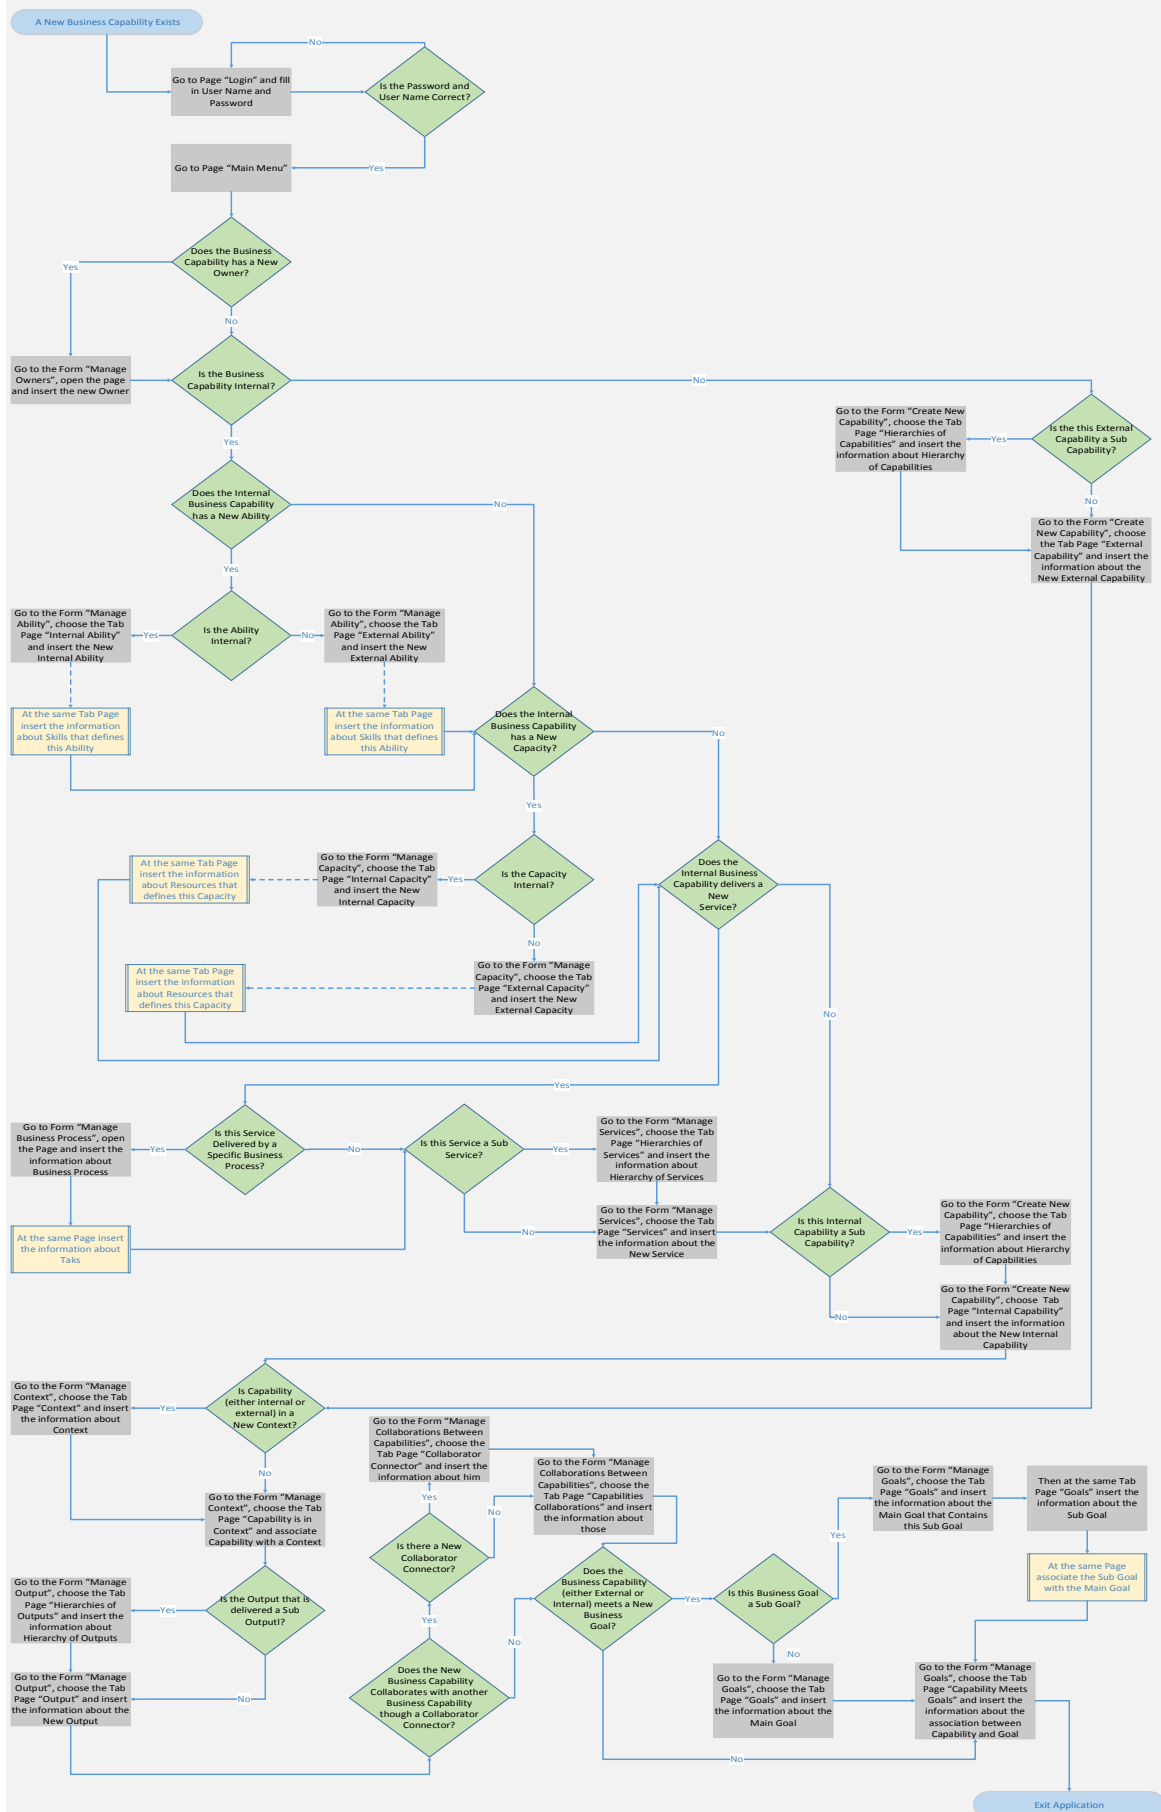 A New Business Capability Exists
No
Go to Page “Login” and fill
in User Name and
Password
Is the Password and
User Name Correct?
Yes
Go to Page “Main Menu”
Does the Business
Capability has a New
Owner?
Yes
No
Go to the Form “Manage
Owners”, open the page
and insert the new Owner
Is the Business
Capability Internal?
No
Yes
Go to the Form “Create New
Capability”, choose the Tab
Page “Hierarchies of
Capabilities” and insert the
information about Hierarchy
of Capabilities
Yes
Is the this External
Capability a Sub
Capability?
No
Go to the Form “Create
New Capability”, choose
the Tab Page “External
Capability” and insert the
information about the
New External Capability
Does the Internal
Business Capability
has a New Ability
No
Yes
Go to the Form “Manage
Ability”, choose the Tab
Page “Internal Ability”
and insert the New
Internal Ability
Yes
Is the Ability
Internal?
No
Go to the Form “Manage
Ability”, choose the Tab
Page “External Ability”
and insert the New
External Ability
At the same Tab Page
insert the information
about Skills that defines
this Ability
At the same Tab Page
insert the information
about Skills that defines
this Ability
Does the Internal
Business Capability
has a New
Capacity?
No
Yes
At the same Tab Page
insert the information
about Resources that
defines this Capacity
Go to the Form “Manage
Capacity”, choose the Tab
Page “Internal Capacity”
and insert the New
Internal Capacity
Yes
Is the Capacity
Internal?
Does the
Internal Business
Capability delivers a
New
Service?
No
At the same Tab Page
insert the information
about Resources that
defines this Capacity
Go to the Form “Manage
Capacity”, choose the Tab
Page “External Capacity”
and insert the New
External Capacity
No
Yes
Go to Form “Manage
Business Process”, open
the Page and insert the
information about
Business Process
Yes
Is this Service
Delivered by a
Specific Business
Process?
No
Is this Service a Sub
Service?
Yes
Go to the Form “Manage
Services”, choose the Tab
Page “Hierarchies of
Services” and insert the
information about
Hierarchy of Services
At the same Page insert
the information about
Taks
No
Go to the Form “Manage
Services”, choose the Tab
Page “Services” and insert
the information about the
New Service
Is this Internal
Capability a Sub
Capability?
Yes
Go to the Form “Create New
Capability”, choose the Tab
Page “Hierarchies of
Capabilities” and insert the
information about Hierarchy
of Capabilities
No
Go to the Form “Create New
Capability”, choose  Tab
Page “Internal Capability”
and insert the information
about the New Internal
Capability
Go to the Form “Manage
Context”, choose the Tab
Page “Context” and insert
the information about
Context
Yes
Is Capability
(either internal or
external) in a
New Context?
No
Go to the Form “Manage
Context”, choose the Tab
Page “Capability is in
Context” and associate
Capability with a Context
Go to the Form “Manage
Collaborations Between
Capabilities”, choose the
Tab Page “Collaborator
Connector” and insert the
information about him
Yes
No
Go to the Form “Manage
Collaborations Between
Capabilities”, choose the
Tab Page “Capabilities
Collaborations” and insert
the information about
those
Is there a New
Collaborator
Connector?
Yes
Go to the Form “Manage
Output”, choose the Tab
Page “Hierarchies of
Outputs” and insert the
information about
Hierarchy of Outputs
Yes
Is the Output that is
delivered a Sub
Outputl?
No
Go to the Form “Manage
Output”, choose the Tab
Page “Output” and insert
the information about the
New Output
Does the New
Business Capability
Collaborates with another
Business Capability
though a Collaborator
Connector?
No
Does the
Business Capability
(either External or
Internal) meets a New
Business
Goal?
Yes
Is this Business Goal
a Sub Goal?
Yes
Go to the Form “Manage
Goals”, choose the Tab
Page “Goals” and insert
the information about the
Main Goal that Contains
this Sub Goal
Then at the same Tab
Page “Goals” insert the
information about the
Sub Goal
At the same Page
associate the Sub Goal
with the Main Goal
No
Go to the Form “Manage
Goals”, choose the Tab
Page “Goals” and insert
the information about the
Main Goal
Go to the Form “Manage
Goals”, choose the Tab
Page “Capability Meets
Goals” and insert the
information about the
association between
Capability and Goal
No
Exit Application